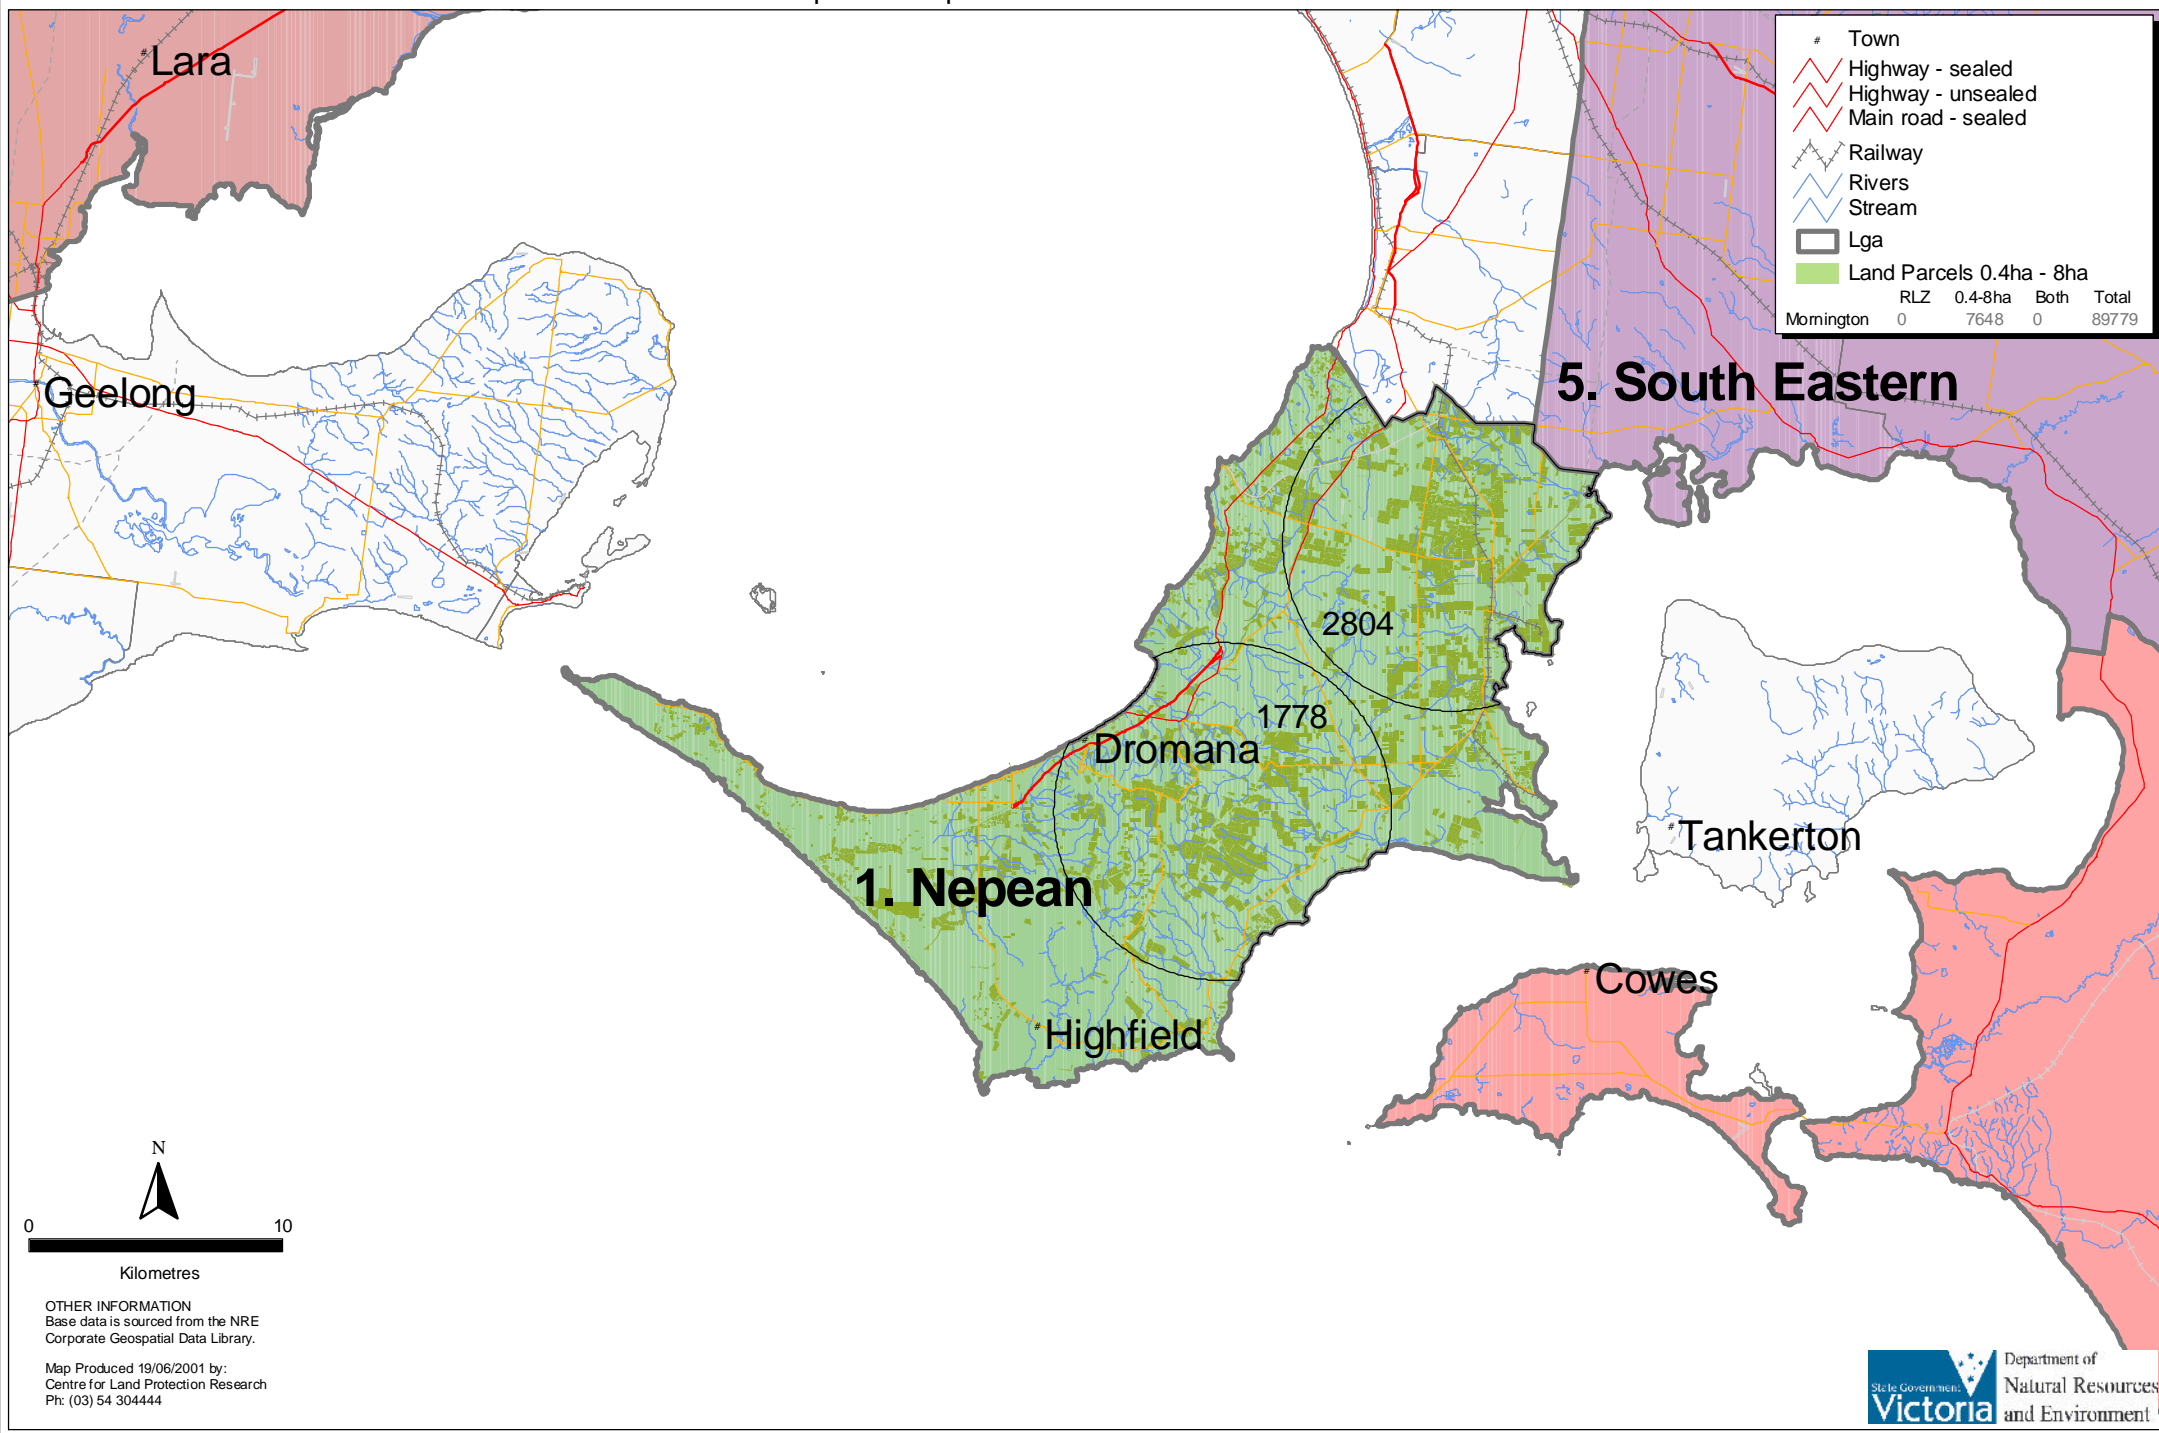 Town
Highway - sealed
Highway - unsealed
Main road - sealed
Railway
Rivers
Stream
Lga
Land Parcels 0.4ha - 8ha
RLZ 0.4-8ha Both Total
Mornington 0 7648 0 89779
Lara
Geelong
5. South Eastern
2804
1778
Dromana
Tankerton
1. Nepean
Cowes
Highfield
N
0 10
Kilometres
OTHER INFORMATION
Base data is sourced from the NRE
Corporate Geospatial Data Library.
Map Produced 19/06/2001 by:
Centre for Land Protection Research
Ph: (03) 54 304444
State Government
Victoria
Department of
Natural Resources
and Environment